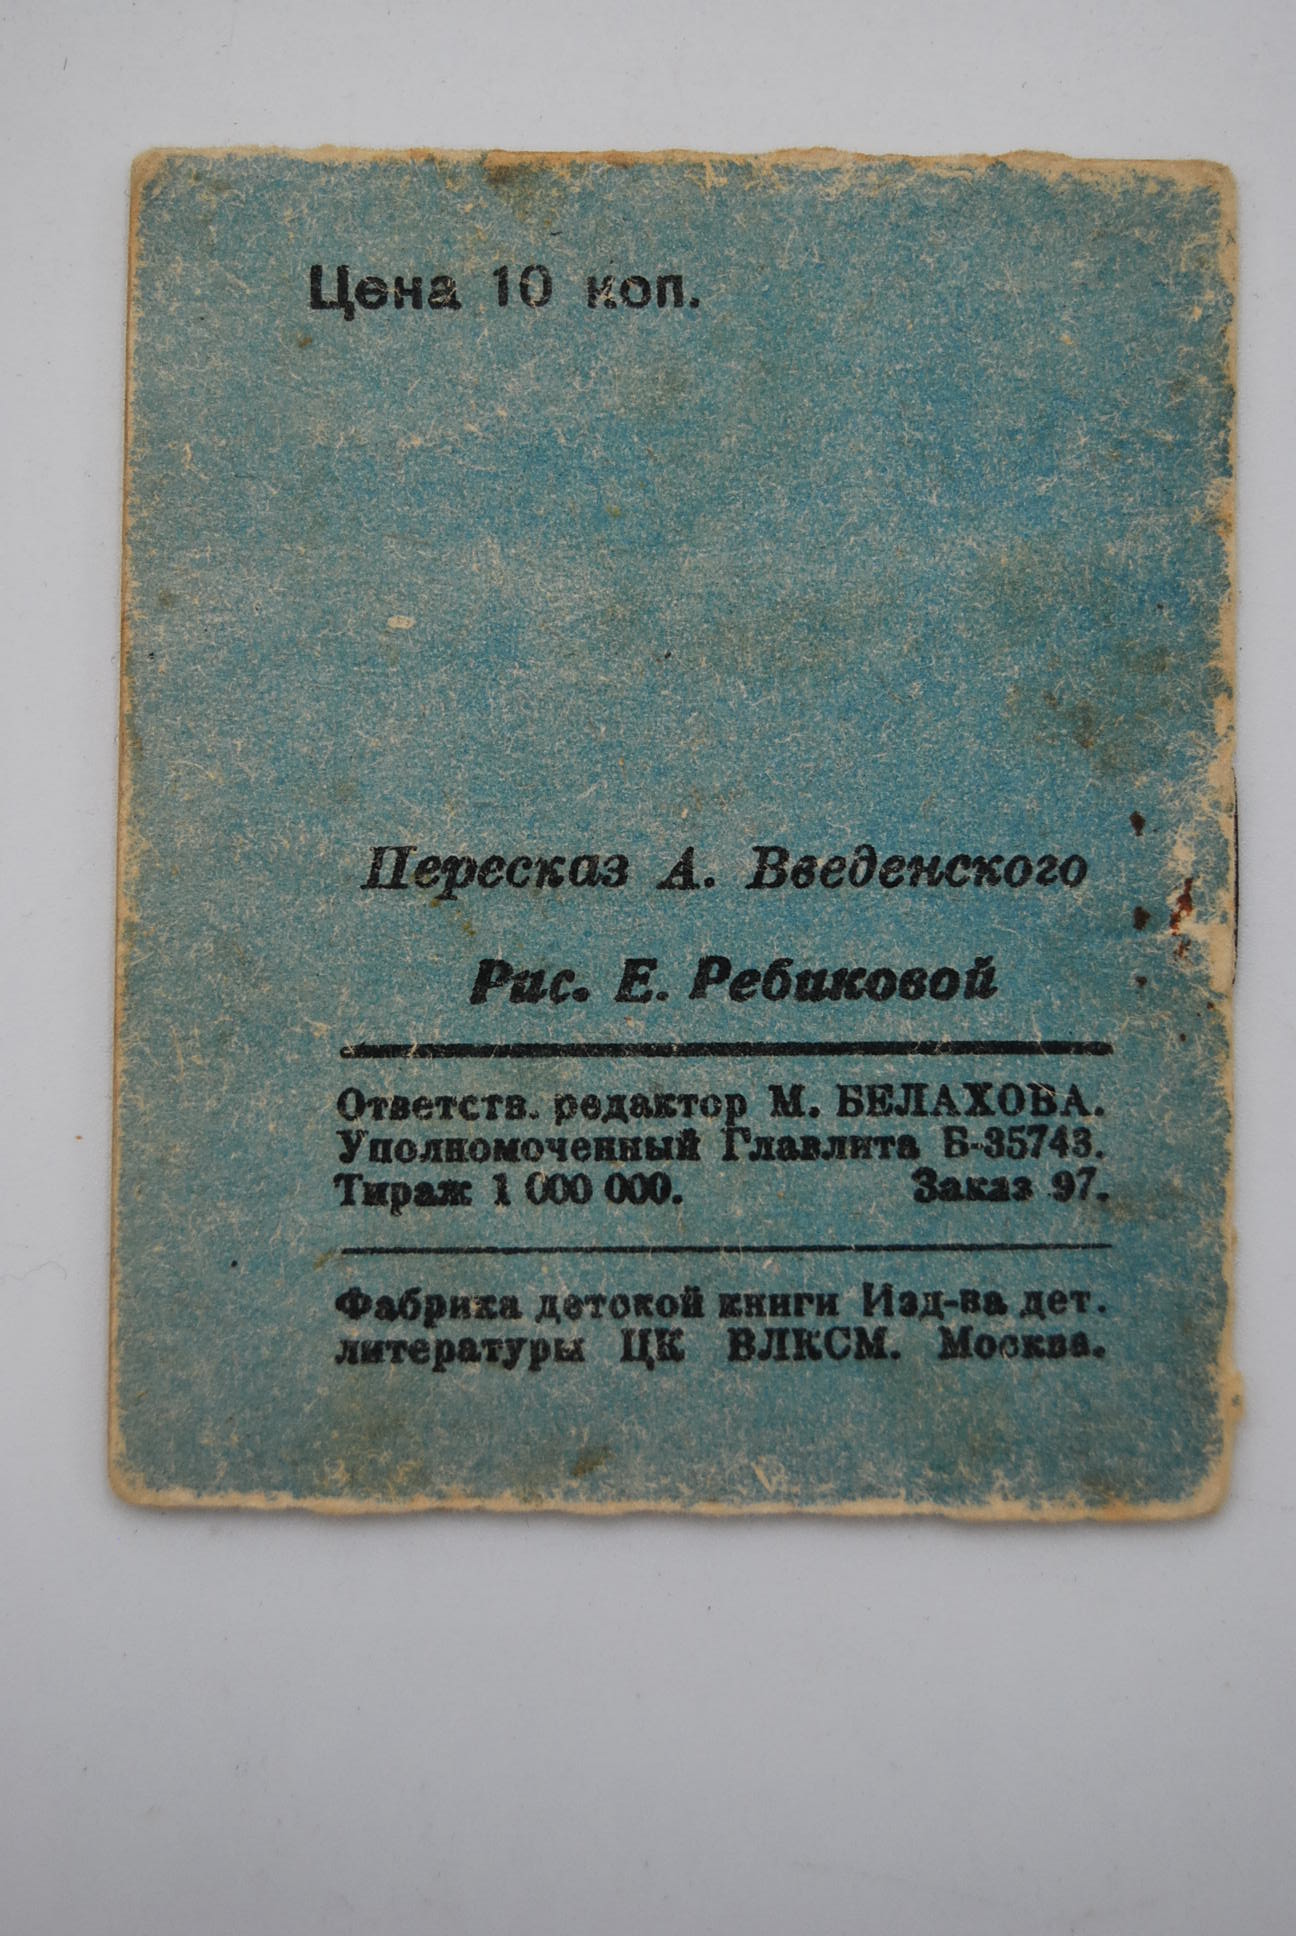 Цена 10 коп.
Пересказ А. Введенского
Рис. Е. Ребиковой
Ответств. редактор М. БЕЛАХОВА.
Уполномоченный Главлита Б-35743.
Тираж 1 000 000. Заказ 97.
Фабрика детской книги Изд-ва дет.
литературы ЦК ВЛКСМ. Москва.